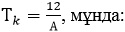 Tₖ = 12/А, мұнда: